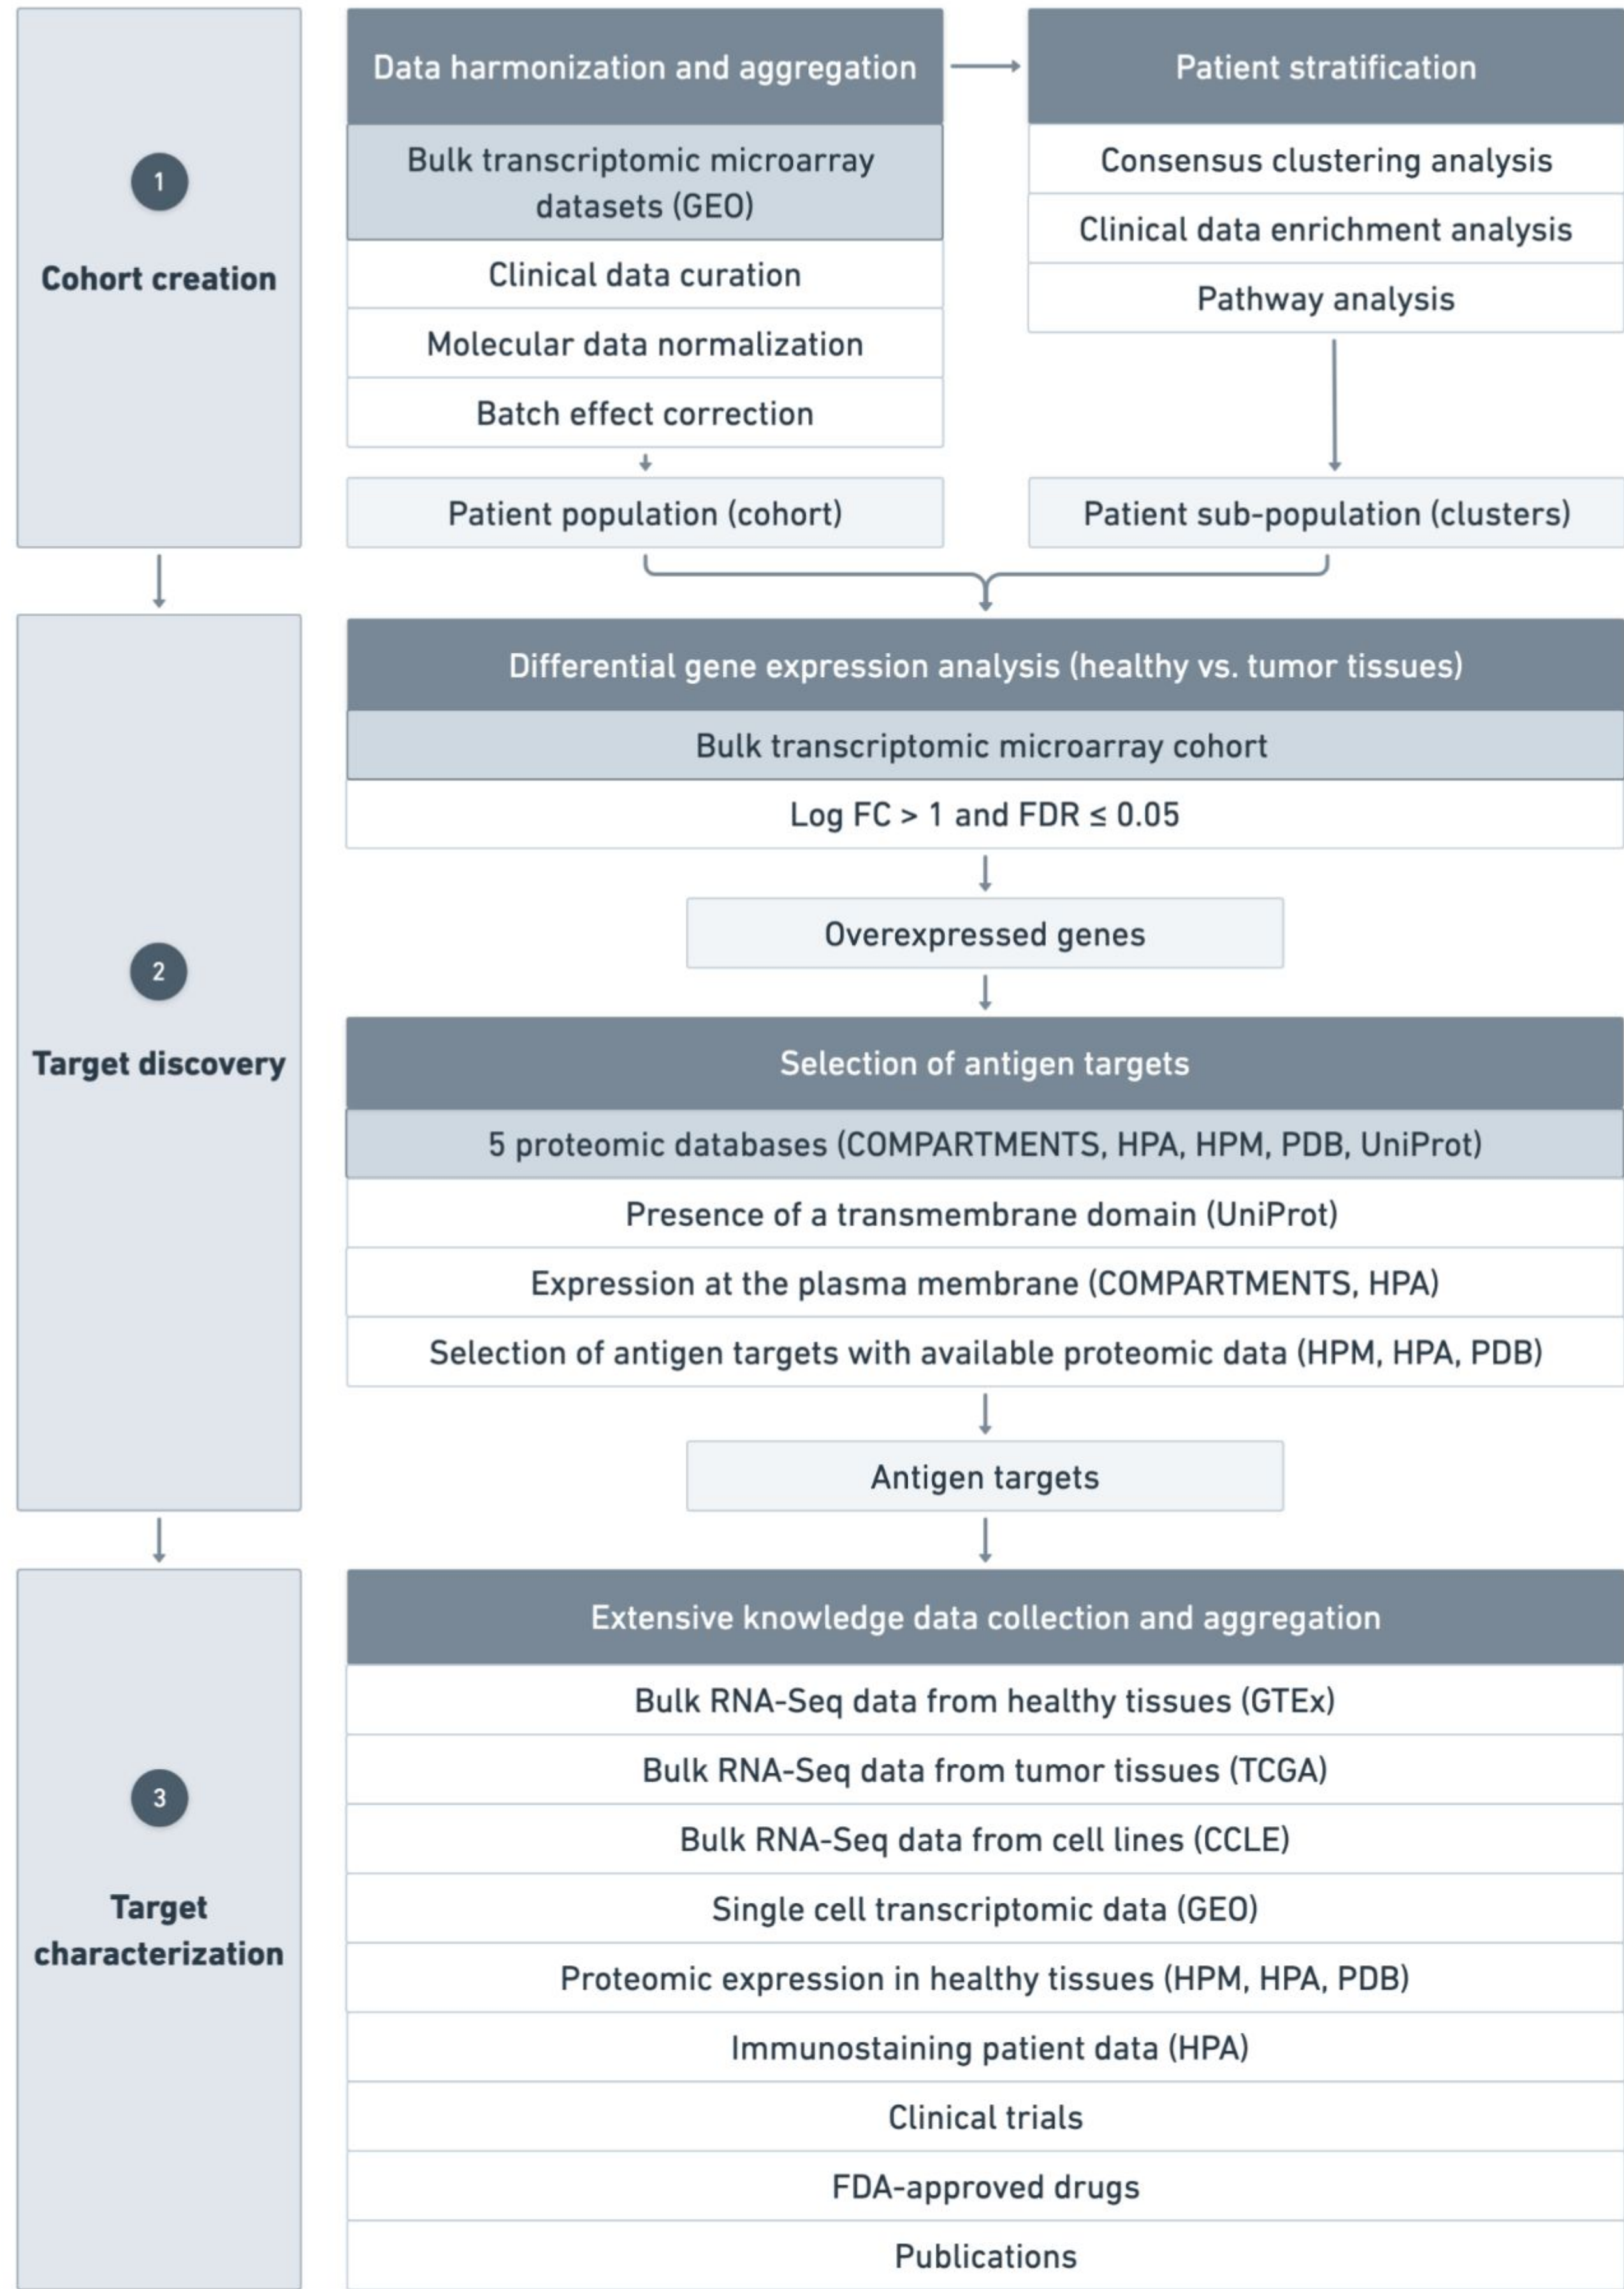 1
Cohort creation
Data harmonization and aggregation
Bulk transcriptomic microarray
datasets (GEO)
Clinical data curation
Molecular data normalization
Batch effect correction
Patient population (cohort)
Patient stratification
Consensus clustering analysis
Clinical data enrichment analysis
Pathway analysis
Patient sub-population (clusters)
2
Target discovery
Differential gene expression analysis (healthy vs. tumor tissues)
Bulk transcriptomic microarray cohort
Log FC > 1 and FDR ≤ 0.05
Overexpressed genes
Selection of antigen targets
5 proteomic databases (COMPARTMENTS, HPA, HPM, PDB, UniProt)
Presence of a transmembrane domain (UniProt)
Expression at the plasma membrane (COMPARTMENTS, HPA)
Selection of antigen targets with available proteomic data (HPM, HPA, PDB)
Antigen targets
3
Target
characterization
Extensive knowledge data collection and aggregation
Bulk RNA-Seq data from healthy tissues (GTEx)
Bulk RNA-Seq data from tumor tissues (TCGA)
Bulk RNA-Seq data from cell lines (CCLE)
Single cell transcriptomic data (GEO)
Proteomic expression in healthy tissues (HPM, HPA, PDB)
Immunostaining patient data (HPA)
Clinical trials
FDA-approved drugs
Publications